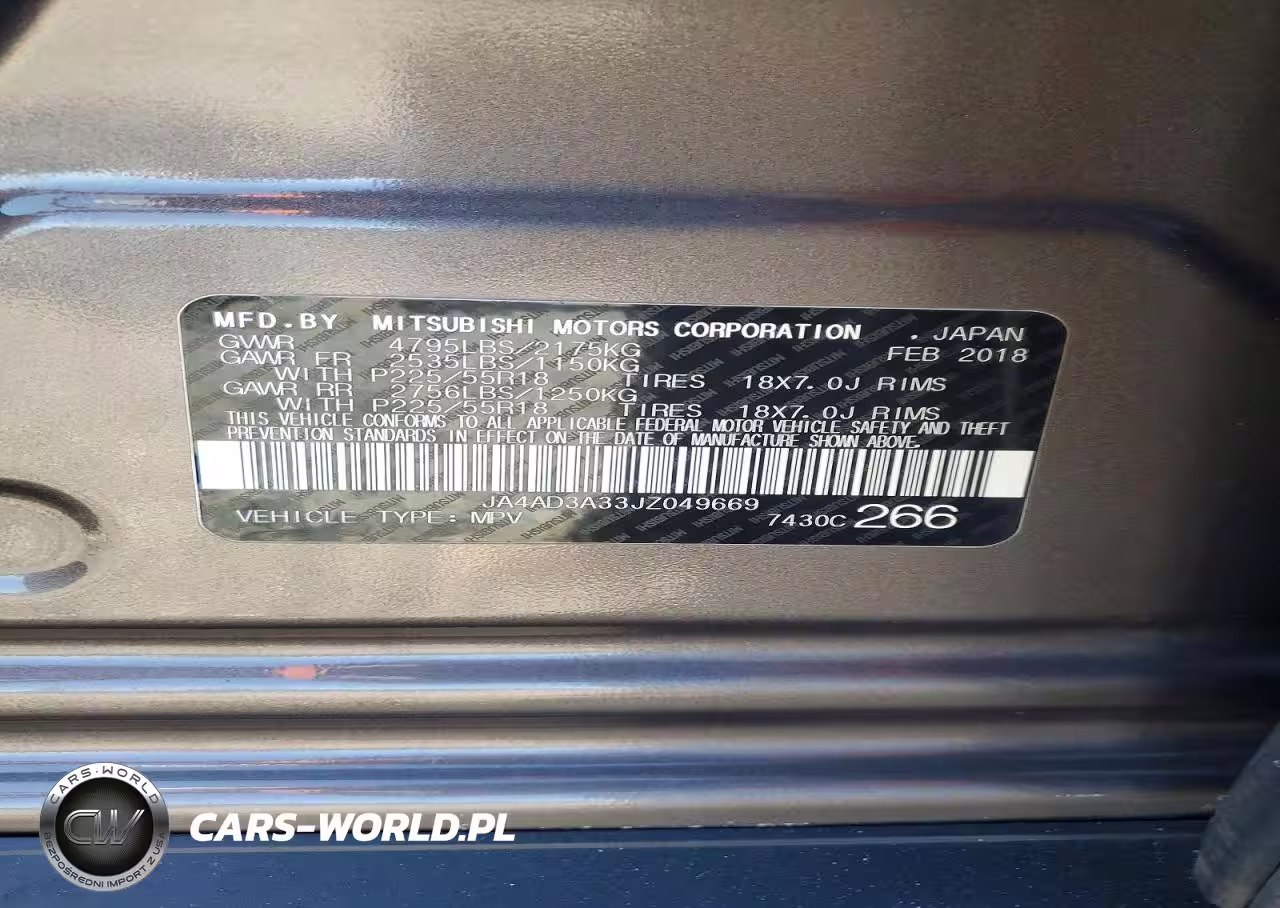 MFD.BY MITSUBISHI MOTORS CORPORATION . JAPAN
GVWR 4795LBS/2175KG FEB 2018
GAWR FR 2535LBS/1150KG
WITH P225/55R18 TIRES 18X7.0J RIMS
GAWR RR 2756LBS/1250KG
WITH P225/55R18 TIRES 18X7.0J RIMS
THIS VEHICLE CONFORMS TO ALL APPLICABLE FEDERAL MOTOR VEHICLE SAFETY AND THEFT
PREVENTION STANDARDS IN EFFECT ON THE DATE OF MANUFACTURE SHOWN ABOVE.
JA4AD3A33JZ049669
VEHICLE TYPE: MPV 7430C 266
CARS-WORLD
CW
BEZPOŚREDNI IMPORT Z USA
CARS-WORLD.PL